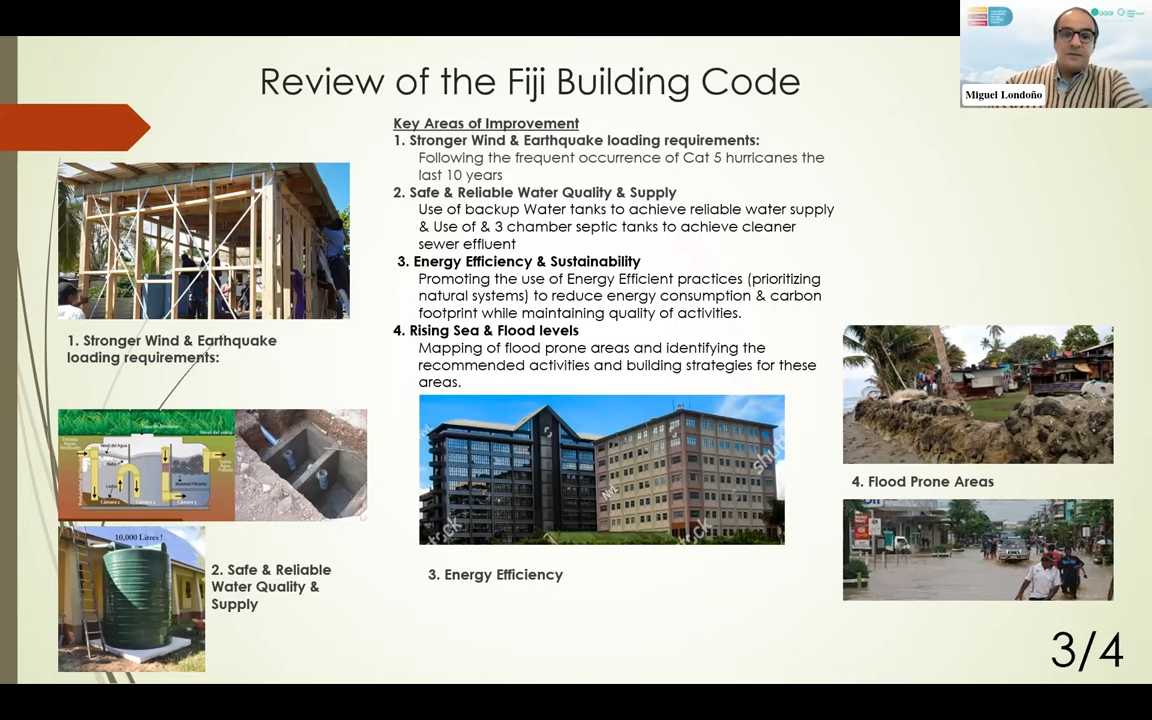 Review of the Fiji Building Code
Miguel Londoño
Key Areas of Improvement
1. Stronger Wind & Earthquake loading requirements:
Following the frequent occurrence of Cat 5 hurricanes the
last 10 years
2. Safe & Reliable Water Quality & Supply
Use of backup Water tanks to achieve reliable water supply
& Use of & 3 chamber septic tanks to achieve cleaner
sewer effluent
3. Energy Efficiency & Sustainability
Promoting the use of Energy Efficient practices (prioritizing
natural systems) to reduce energy consumption & carbon
footprint while maintaining quality of activities.
4. Rising Sea & Flood levels
Mapping of flood prone areas and identifying the
recommended activities and building strategies for these
areas.
1. Stronger Wind & Earthquake
loading requirements:
Nivel del Agua
10,000 Litres !
2. Safe & Reliable
Water Quality &
Supply
3. Energy Efficiency
4. Flood Prone Areas
3/4